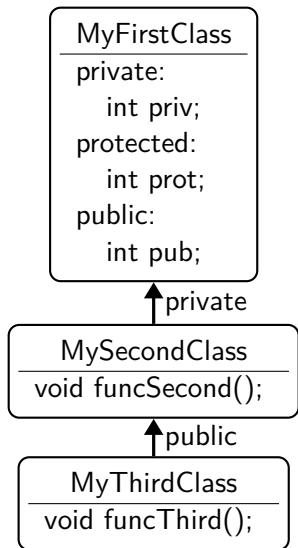 MyFirstClass
private:
int priv;
protected:
int prot;
public:
int pub;
private
MySecondClass
void funcSecond();
public
MyThirdClass
void funcThird();